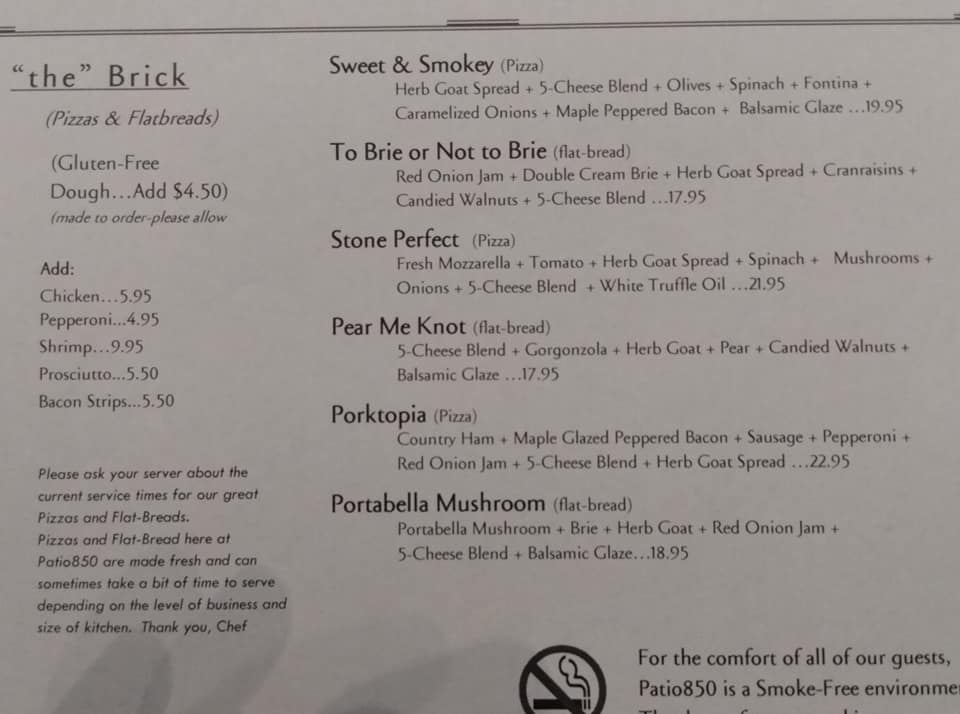 "the" Brick
(Pizzas & Flatbreads)
(Gluten-Free
Dough...Add $4.50)
(made to order-please allow
Add:
Chicken...5.95
Pepperoni...4.95
Shrimp...9.95
Prosciutto...5.50
Bacon Strips...5.50
Please ask your server about the
current service times for our great
Pizzas and Flat-Breads.
Pizzas and Flat-Bread here at
Patio850 are made fresh and can
sometimes take a bit of time to serve
depending on the level of business and
size of kitchen. Thank you, Chef
Sweet & Smokey (Pizza)
Herb Goat Spread + 5-Cheese Blend + Olives + Spinach + Fontina +
Caramelized Onions + Maple Peppered Bacon + Balsamic Glaze ...19.95
To Brie or Not to Brie (flat-bread)
Red Onion Jam + Double Cream Brie + Herb Goat Spread + Cranraisins +
Candied Walnuts + 5-Cheese Blend ...17.95
Stone Perfect (Pizza)
Fresh Mozzarella + Tomato + Herb Goat Spread + Spinach + Mushrooms +
Onions + 5-Cheese Blend + White Truffle Oil ...21.95
Pear Me Knot (flat-bread)
5-Cheese Blend + Gorgonzola + Herb Goat + Pear + Candied Walnuts +
Balsamic Glaze ...17.95
Porktopia (Pizza)
Country Ham + Maple Glazed Peppered Bacon + Sausage + Pepperoni +
Red Onion Jam + 5-Cheese Blend + Herb Goat Spread ...22.95
Portabella Mushroom (flat-bread)
Portabella Mushroom + Brie + Herb Goat + Red Onion Jam +
5-Cheese Blend + Balsamic Glaze...18.95
For the comfort of all of our guests,
Patio850 is a Smoke-Free environme